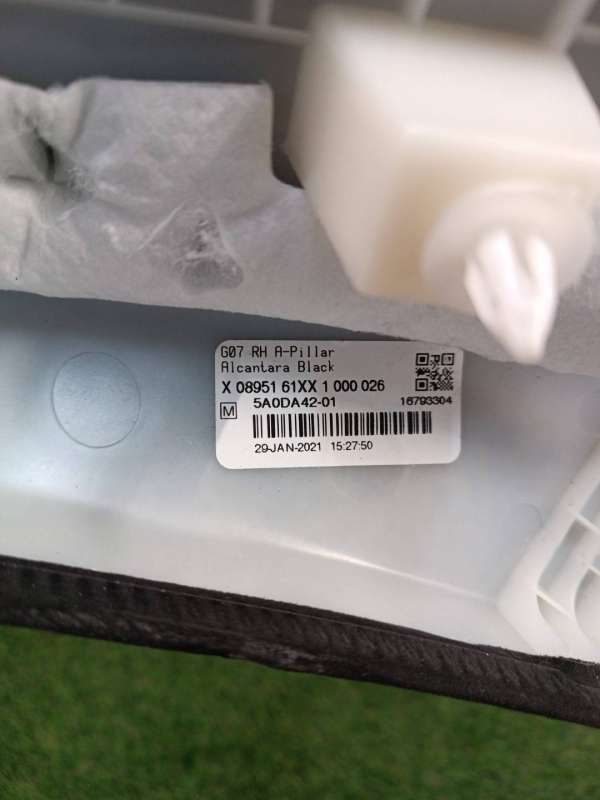 G07 RH A-Pillar
Alcantara Black
X 08951 61XX 1 000 026
M 5A0DA42-01 16793304
29-JAN-2021 15:27:50